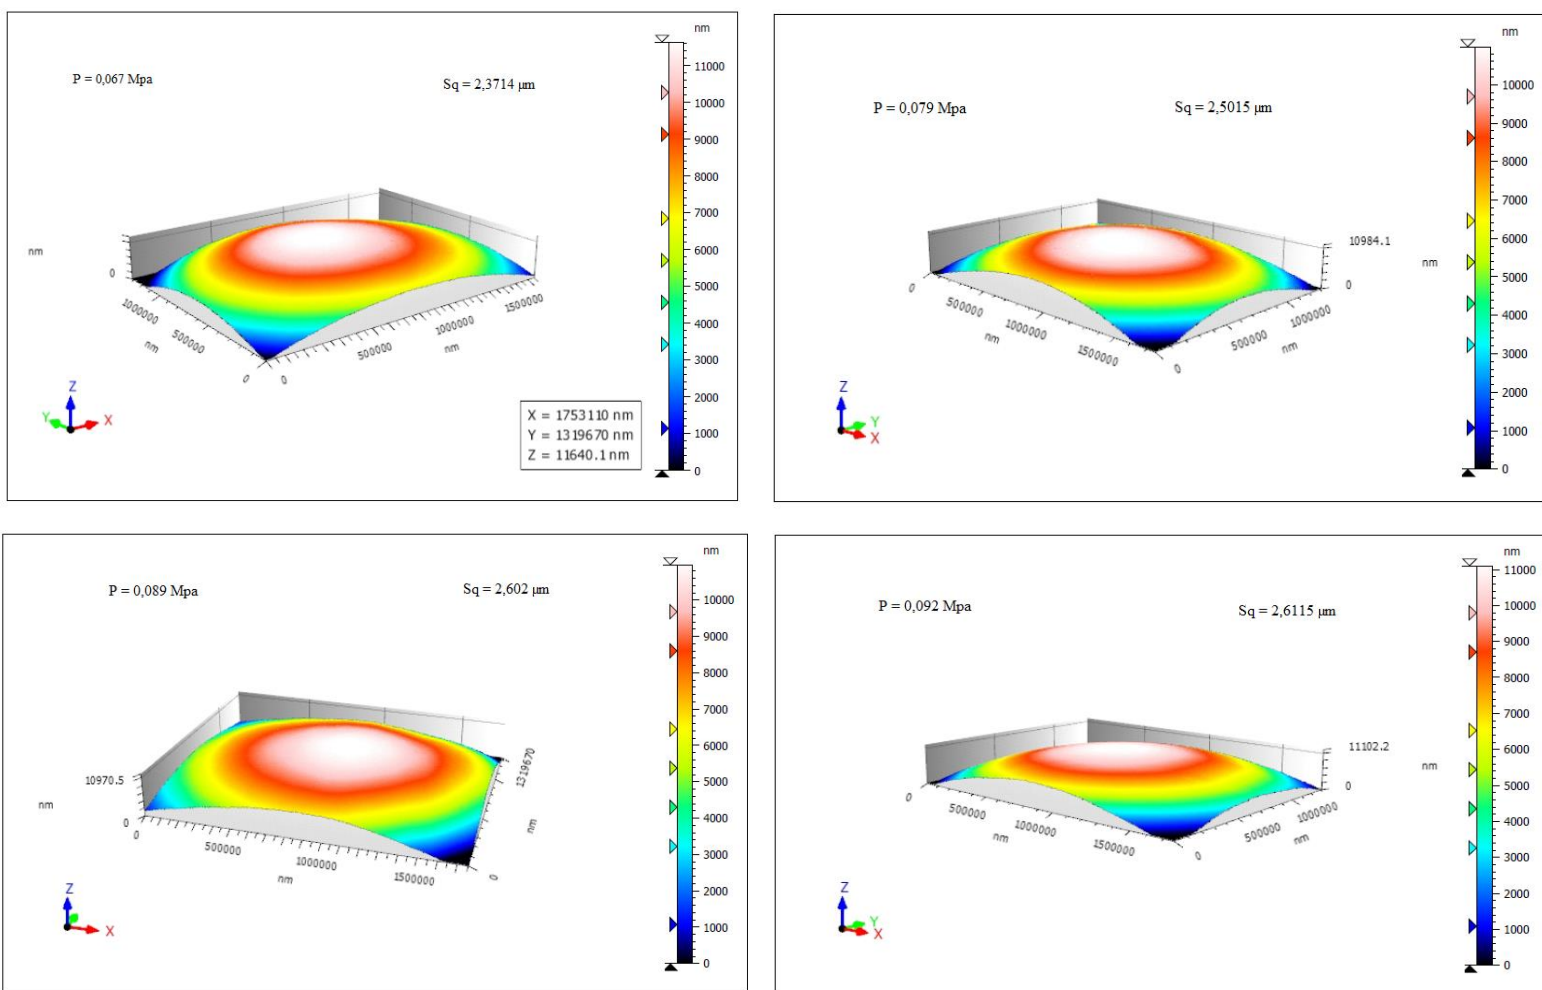 P = 0,067 Mpa
Sq = 2,3714 µm
nm
11000
10000
9000
8000
7000
6000
5000
4000
3000
2000
1000
0
nm
0
1000000
500000
nm
0
0
500000
1000000
nm
1500000
Z
Y
X
X = 1753110 nm
Y = 1319670 nm
Z = 11640.1 nm
P = 0,079 Mpa
Sq = 2,5015 µm
nm
10000
9000
8000
7000
6000
5000
4000
3000
2000
1000
0
10984.1
nm
0
0
500000
nm
1000000
1500000
0
500000
nm
1000000
Z
Y
X
P = 0,089 Mpa
Sq = 2,602 µm
nm
10000
9000
8000
7000
6000
5000
4000
3000
2000
1000
0
10970.5
nm
0
0
500000
nm
1000000
1500000
0
nm
1319670
Z
X
P = 0,092 Mpa
Sq = 2,6115 µm
nm
11000
10000
9000
8000
7000
6000
5000
4000
3000
2000
1000
0
11102.2
nm
0
0
500000
nm
1000000
1500000
0
500000
nm
1000000
Z
Y
X